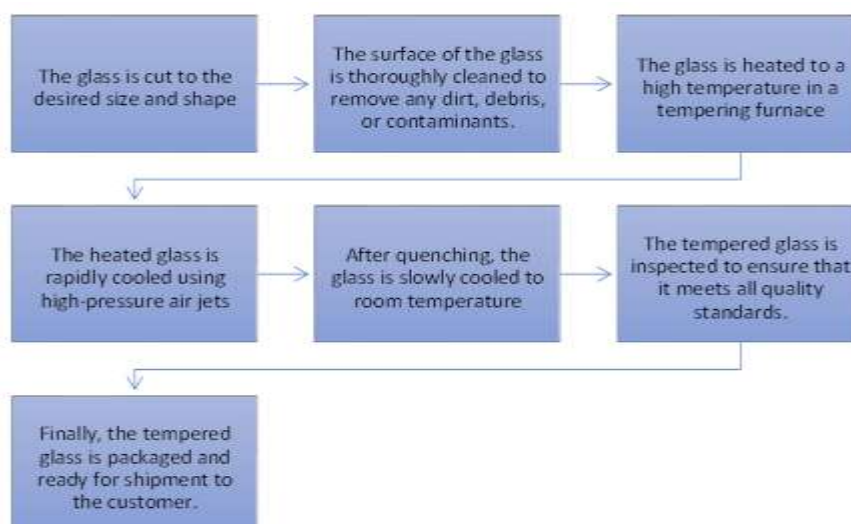 The glass is cut to the
desired size and shape
The surface of the glass
is thoroughly cleaned to
remove any dirt, debris,
or contaminants.
The glass is heated to a
high temperature in a
tempering furnace
The heated glass is
rapidly cooled using
high-pressure air jets
After quenching, the
glass is slowly cooled to
room temperature
The tempered glass is
inspected to ensure that
it meets all quality
standards.
Finally, the tempered
glass is packaged and
ready for shipment to
the customer.